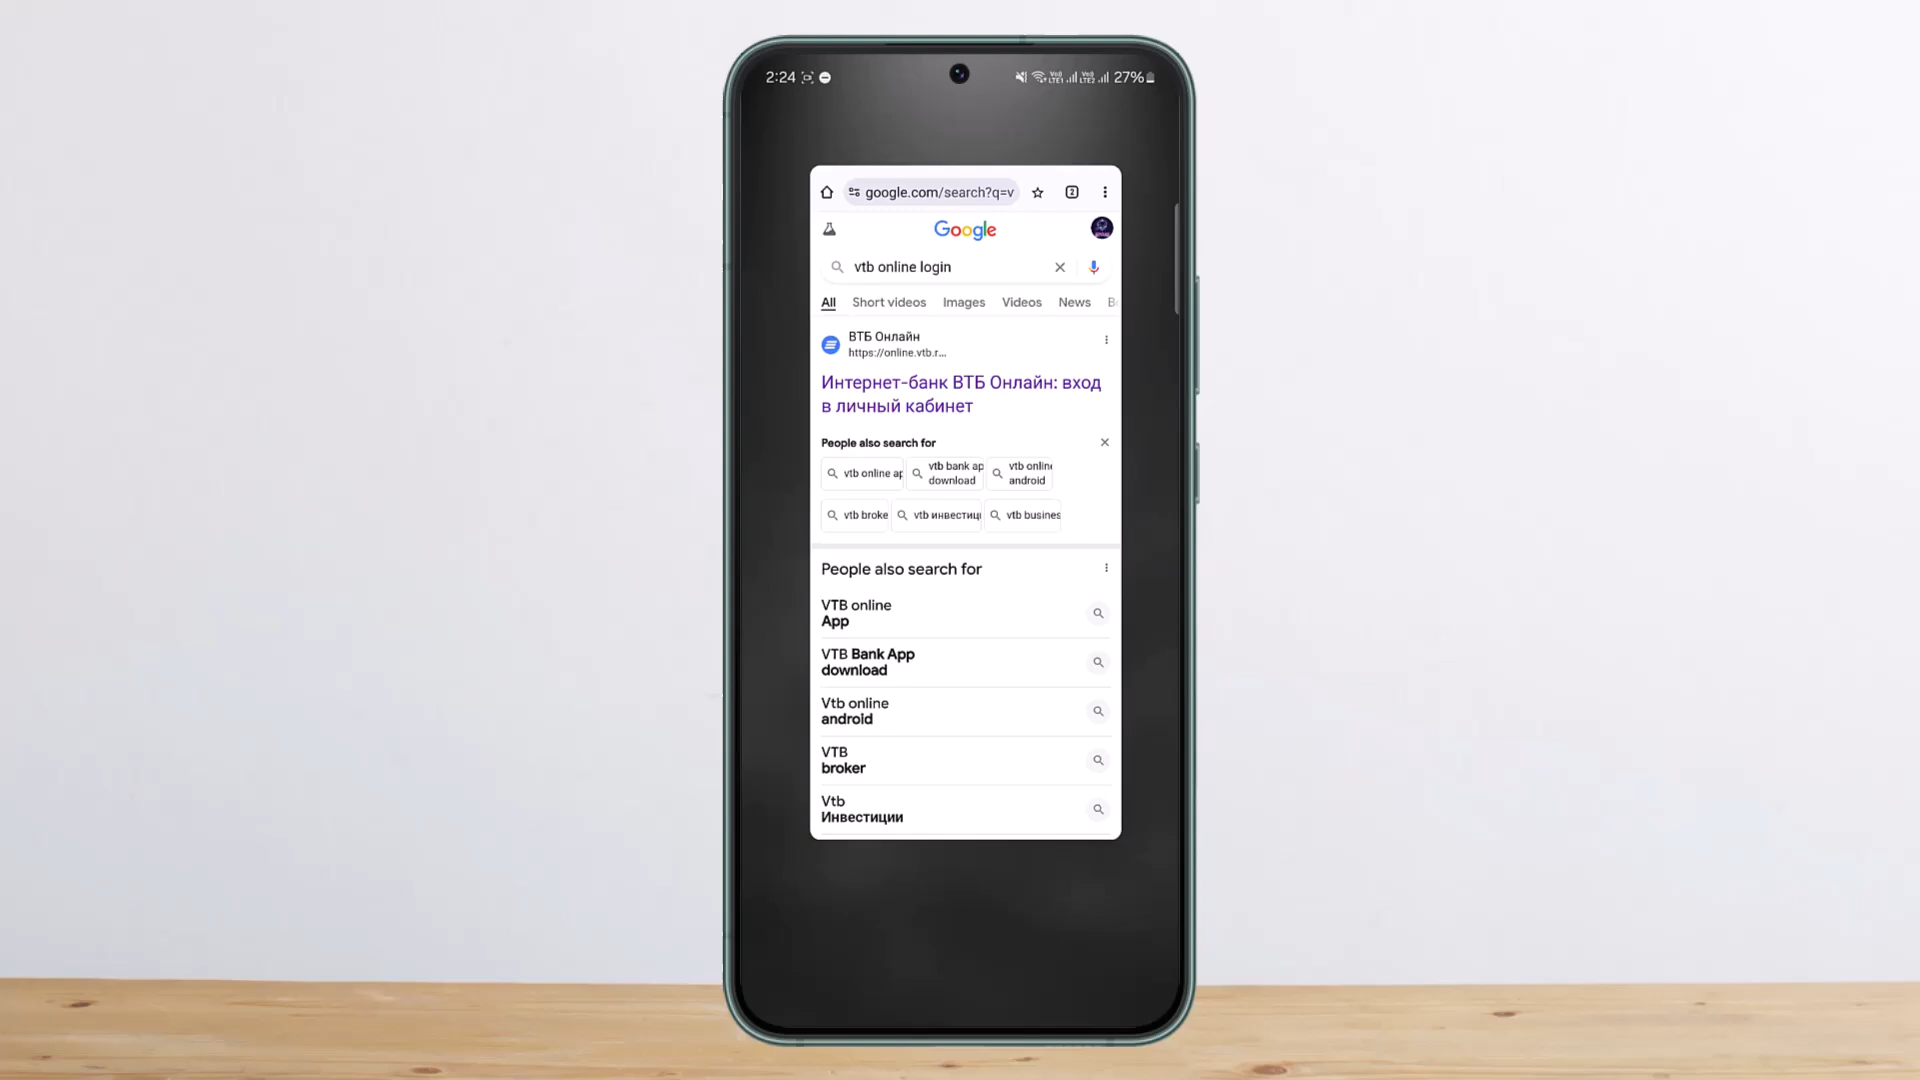 2:24
27%
google.com/search?q=v
2
Google
vtb online login
All Short videos Images Videos News
ВТБ Онлайн
https://online.vtb.r...
Интернет-банк ВТБ Онлайн: вход
в личный кабинет
People also search for
vtb online ap
vtb bank ap
download
vtb online
android
vtb broke
vtb инвестици
vtb busines
People also search for
VTB online
App
VTB Bank App
download
Vtb online
android
VTB
broker
Vtb
Инвестиции